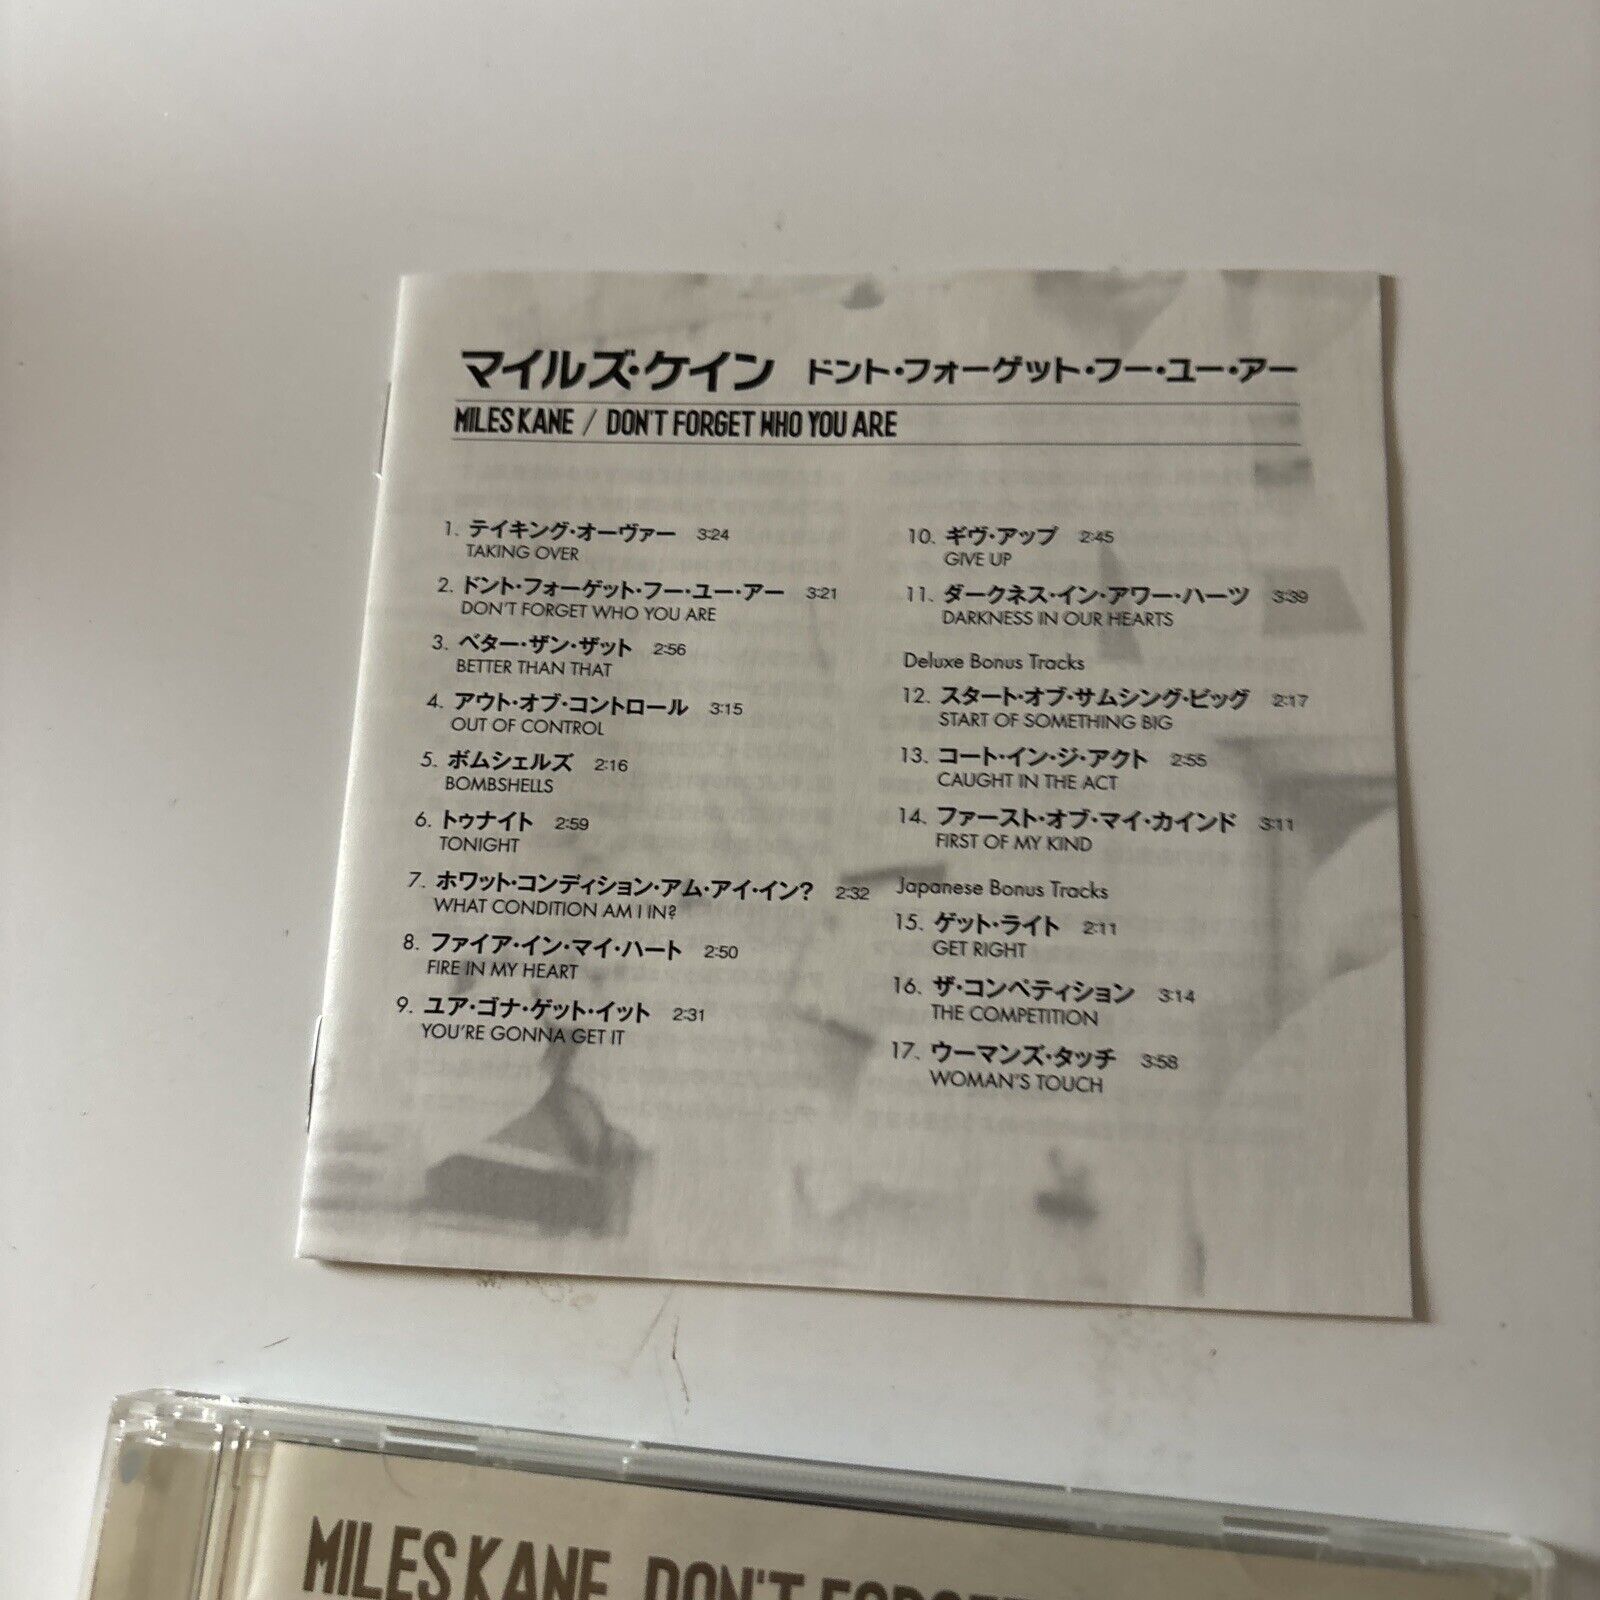 マイルズ・ケイン ドント・フォーゲット・フー・ユー・アー
MILES KANE / DON'T FORGET WHO YOU ARE
1. テイキング・オーヴァー 3:24
TAKING OVER
2. ドント・フォーゲット・フー・ユー・アー 3:21
DON'T FORGET WHO YOU ARE
3. ベター・ザン・ザット 2:56
BETTER THAN THAT
4. アウト・オブ・コントロール 3:15
OUT OF CONTROL
5. ボムシェルズ 2:16
BOMBSHELLS
6. トゥナイト 2:59
TONIGHT
7. ホワット・コンディション・アム・アイ・イン? 2:32
WHAT CONDITION AM I IN?
8. ファイア・イン・マイ・ハート 2:50
FIRE IN MY HEART
9. ユア・ゴナ・ゲット・イット 2:31
YOU'RE GONNA GET IT
10. ギヴ・アップ 2:45
GIVE UP
11. ダークネス・イン・アワー・ハーツ 3:39
DARKNESS IN OUR HEARTS
Deluxe Bonus Tracks
12. スタート・オブ・サムシング・ビッグ 2:17
START OF SOMETHING BIG
13. コート・イン・ジ・アクト 2:55
CAUGHT IN THE ACT
14. ファースト・オブ・マイ・カインド 3:11
FIRST OF MY KIND
Japanese Bonus Tracks
15. ゲット・ライト 2:11
GET RIGHT
16. ザ・コンペティション 3:14
THE COMPETITION
17. ウーマンズ・タッチ 3:58
WOMAN'S TOUCH
MILES KANE DON'T FORGET